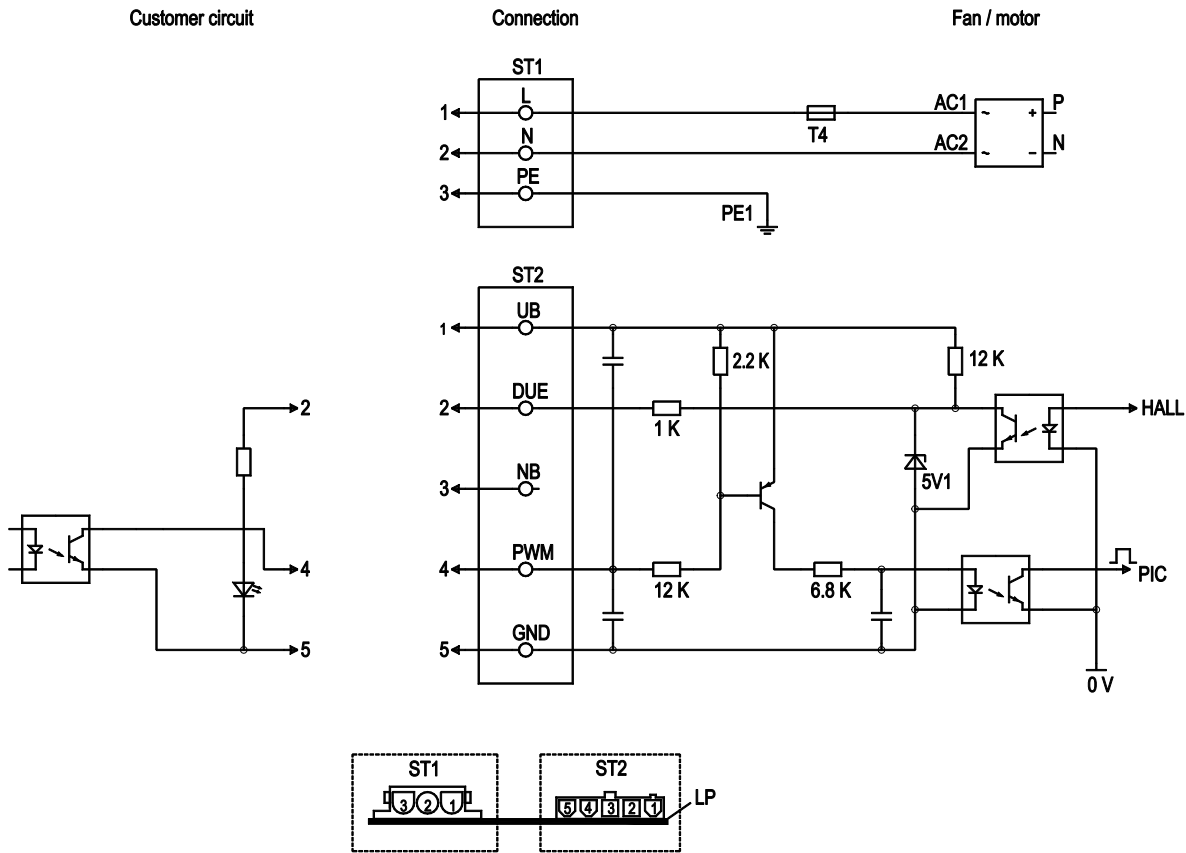 Customer circuit
Connection
Fan / motor
ST1
L
1
AC1
~
+
P
T4
N
2
AC2
~
–
N
PE
3
PE1
ST2
UB
1
2.2 K
12 K
DUE
2
2
1 K
HALL
NB
3
5V1
PWM
4
4
12 K
6.8 K
PIC
GND
5
5
0 V
ST1
ST2
3 2 1
5 4 3 2 1
LP